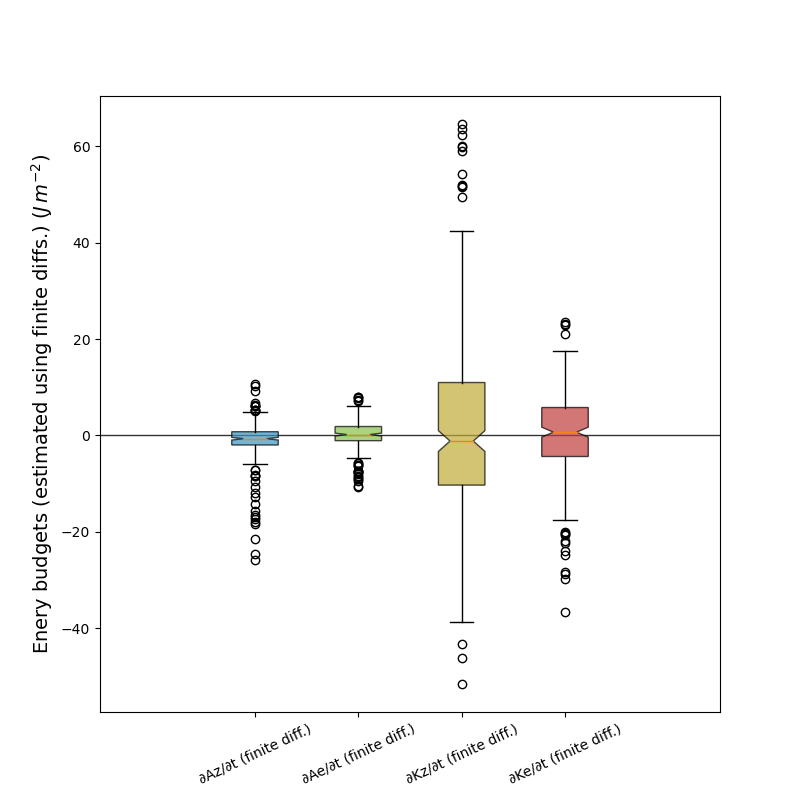 Enery budgets (estimated using finite diffs.) (J m⁻²)
60
40
20
0
−20
−40
∂Az/∂t (finite diff.)
∂Ae/∂t (finite diff.)
∂Kz/∂t (finite diff.)
∂Ke/∂t (finite diff.)